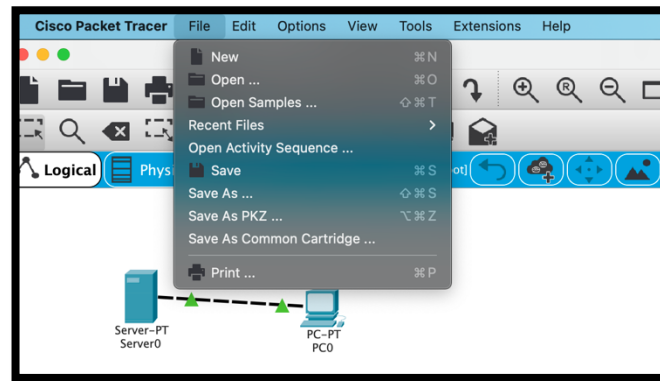 Cisco Packet Tracer File Edit Options View Tools Extensions Help
New ⌘N
Open ... ⌘O
Open Samples ... ⇧⌘T
Recent Files >
Open Activity Sequence ...
Save ⌘S
Save As ... ⇧⌘S
Save As PKZ ... ⌥⌘Z
Save As Common Cartridge ...
Print ... ⌘P
R
Logical Phys ot]
Server-PT
Server0
PC-PT
PC0